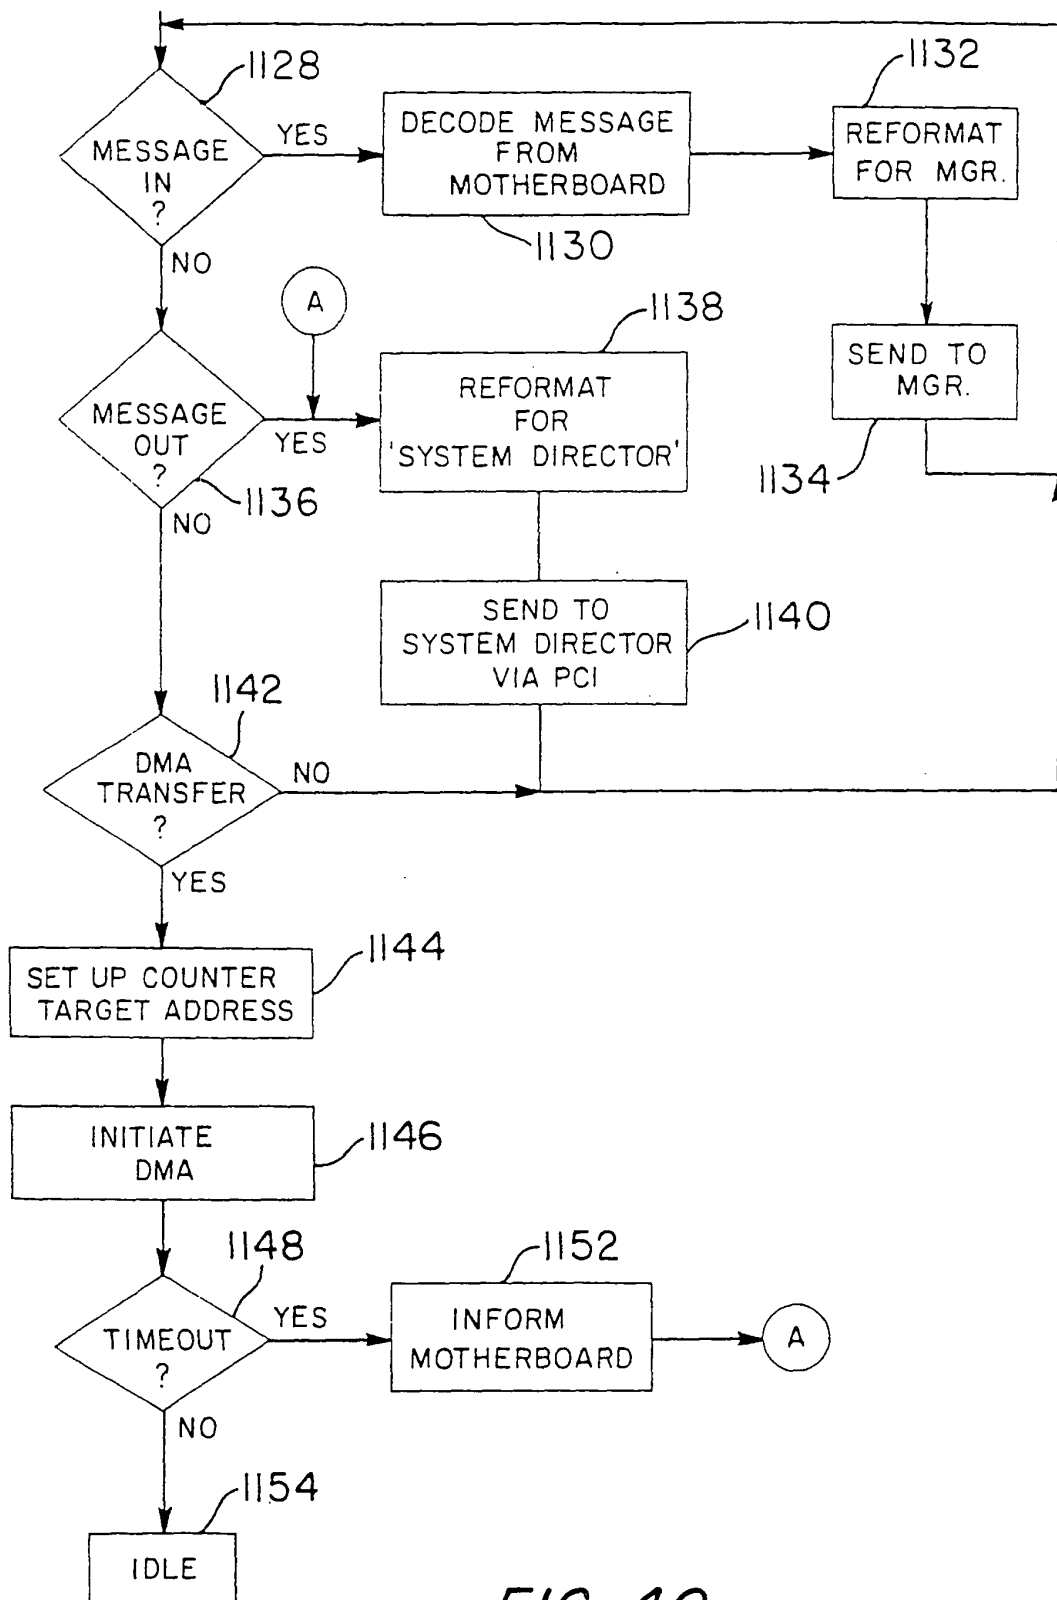 1128
MESSAGE
IN
?
YES
NO
DECODE MESSAGE
FROM
MOTHERBOARD
1130
1132
REFORMAT
FOR MGR.
SEND TO
MGR.
1134
A
MESSAGE
OUT
?
YES
1136
NO
1138
REFORMAT
FOR
'SYSTEM DIRECTOR'
SEND TO
SYSTEM DIRECTOR
VIA PCI
1140
1142
DMA
TRANSFER
?
NO
YES
1144
SET UP COUNTER
TARGET ADDRESS
1146
INITIATE
DMA
1148
TIMEOUT
?
YES
NO
1152
INFORM
MOTHERBOARD
A
1154
IDLE